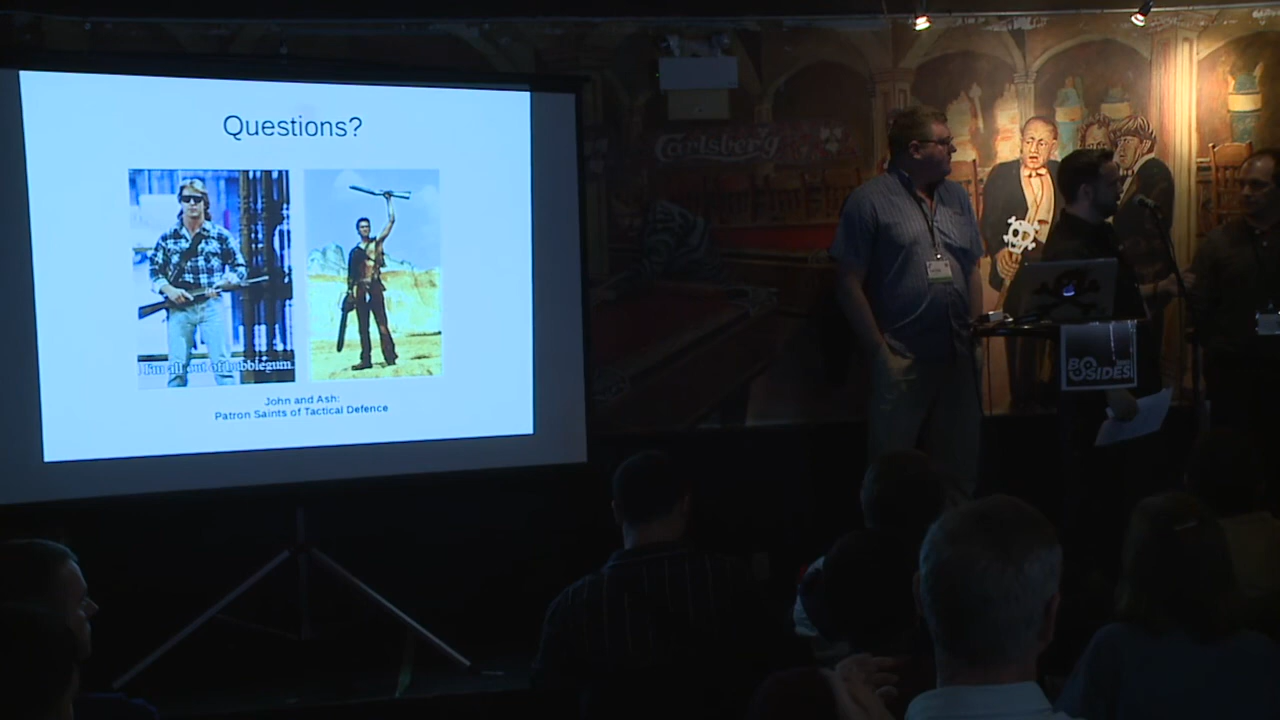 Questions?
I'm all out of bubblegum.
John and Ash:
Patron Saints of Tactical Defence
Carlsberg
BSIDES